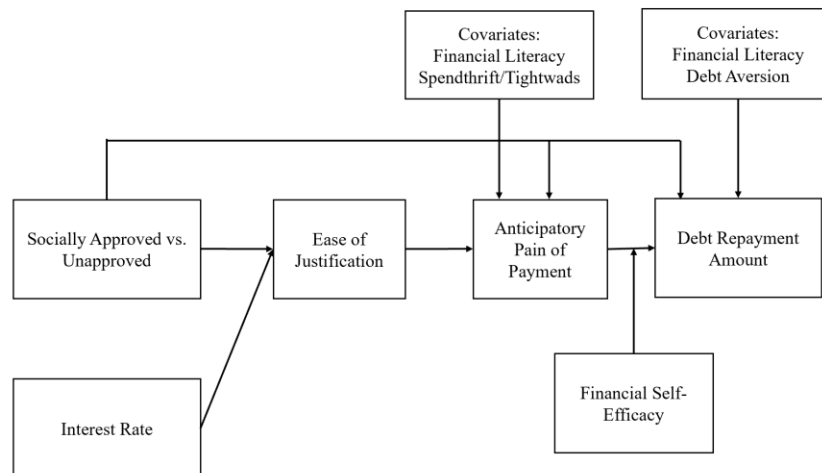 Covariates:
Financial Literacy
Spendthrift/Tightwads
Covariates:
Financial Literacy
Debt Aversion
Socially Approved vs.
Unapproved
Ease of
Justification
Anticipatory
Pain of
Payment
Debt Repayment
Amount
Interest Rate
Financial Self-
Efficacy